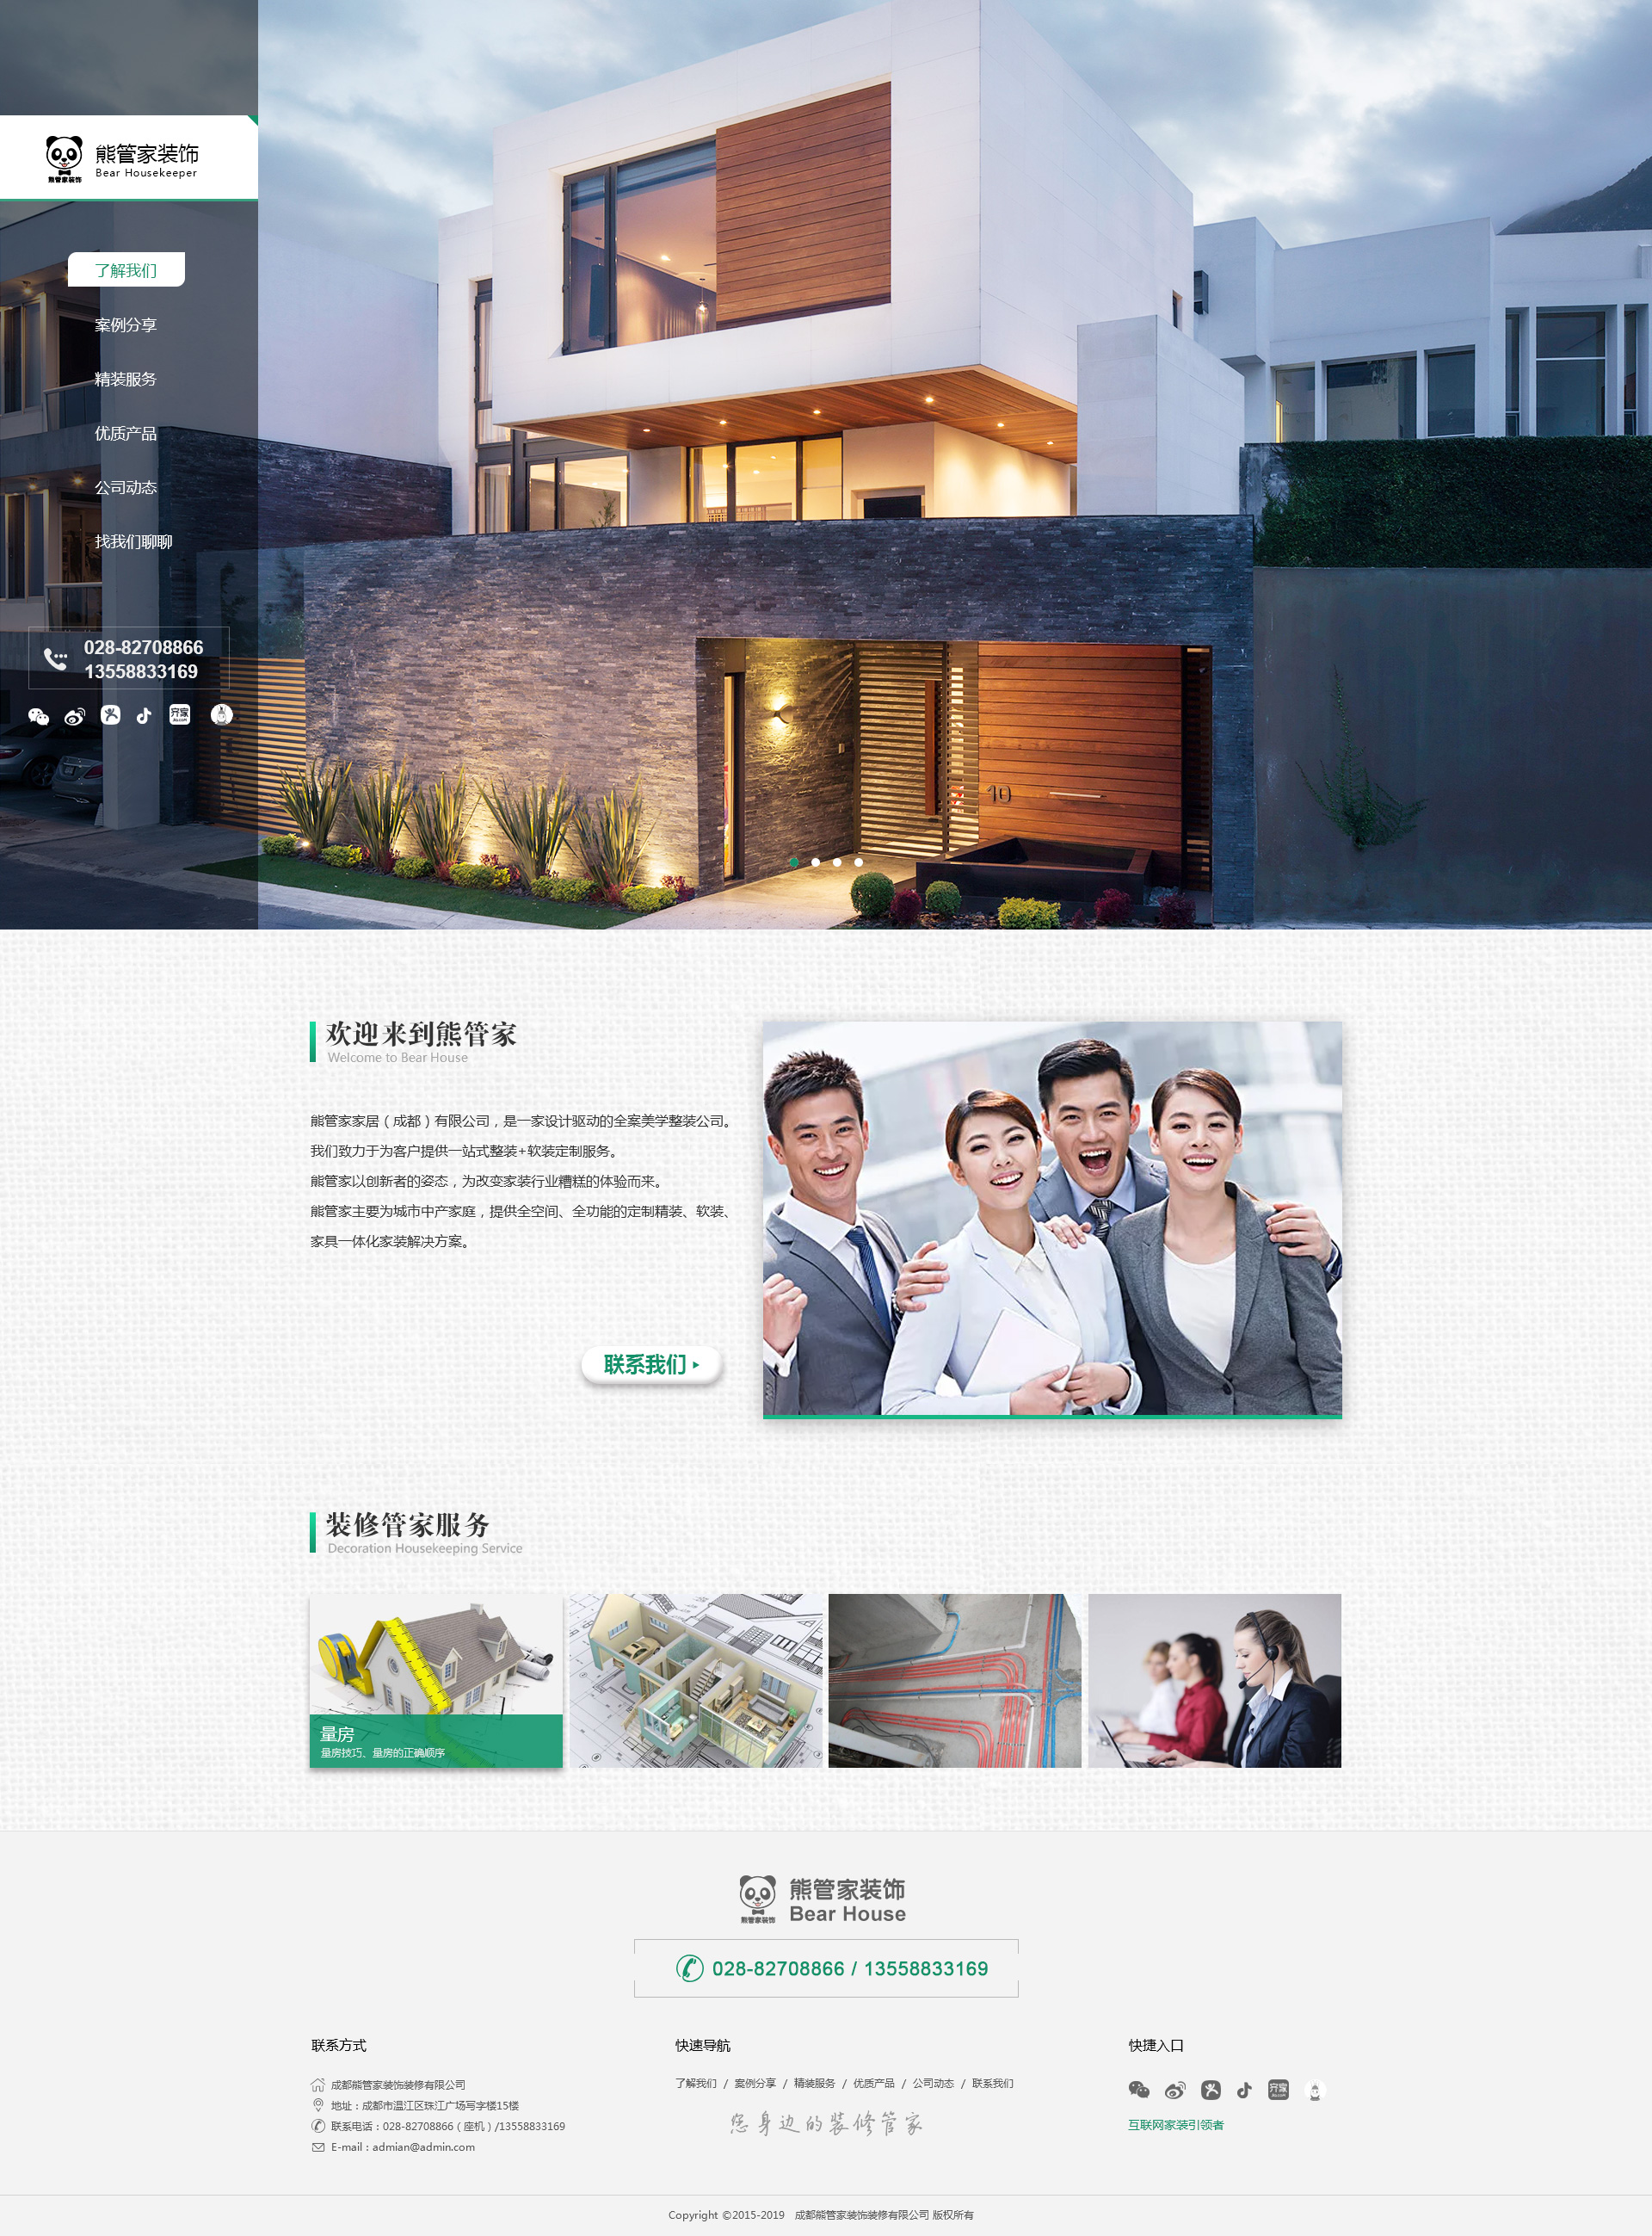 熊管家装饰
Bear Housekeeper
熊管家装饰
了解我们
案例分享
精装服务
优质产品
公司动态
找我们聊聊
028-82708866
13558833169
齐家
10
欢迎来到熊管家
Welcome to Bear House
熊管家家居（成都）有限公司，是一家设计驱动的全案美学整装公司。
我们致力于为客户提供一站式整装+软装定制服务。
熊管家以创新者的姿态，为改变家装行业糟糕的体验而来。
熊管家主要为城市中产家庭，提供全空间、全功能的定制精装、软装、
家具一体化家装解决方案。
联系我们
装修管家服务
Decoration Housekeeping Service
量房
量房技巧、量房的正确顺序
熊管家装饰
Bear House
熊管家装饰
028-82708866 / 13558833169
联系方式
成都熊管家装饰装修有限公司
地址：成都市温江区珠江广场写字楼15楼
联系电话：028-82708866（座机）/13558833169
E-mail：admian@admin.com
快速导航
了解我们 / 案例分享 / 精装服务 / 优质产品 / 公司动态 / 联系我们
您身边的装修管家
快捷入口
齐家
互联网家装引领者
Copyright ©2015-2019 成都熊管家装饰装修有限公司 版权所有